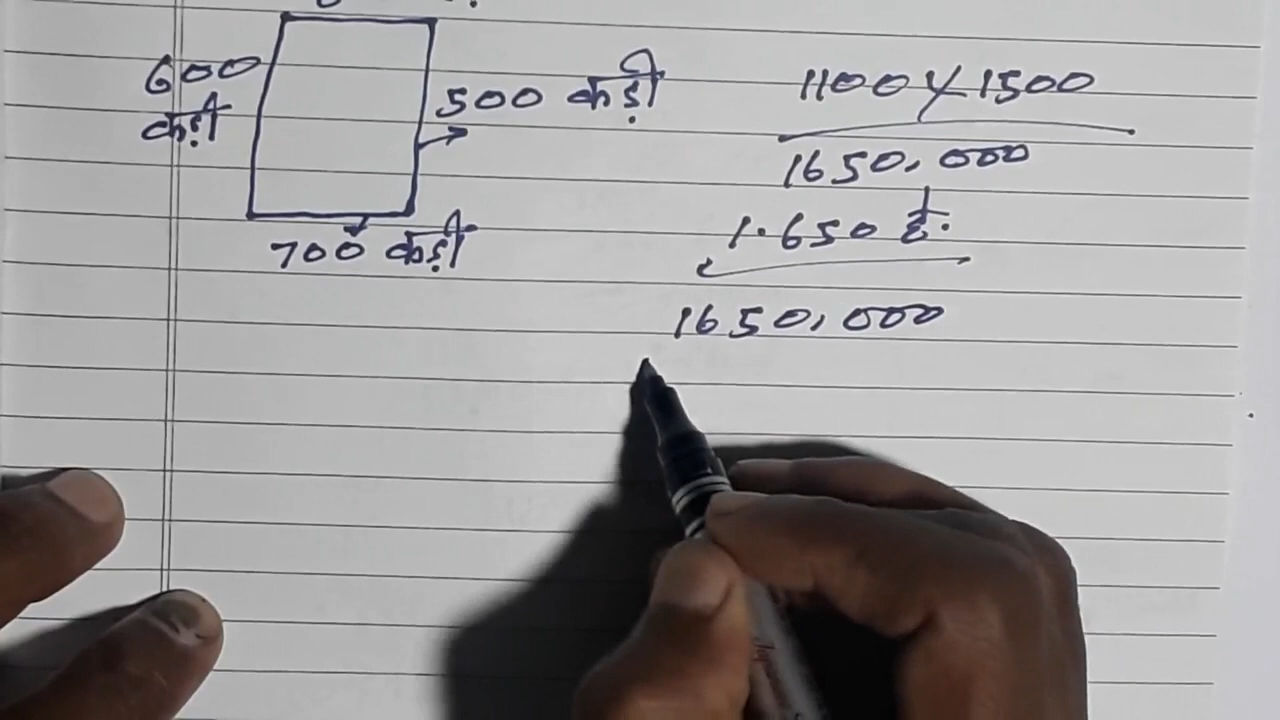 600
कड़ी
500 कड़ी
700 कड़ी
1100 × 1500
1650,000
1.650 हे.
1650,000